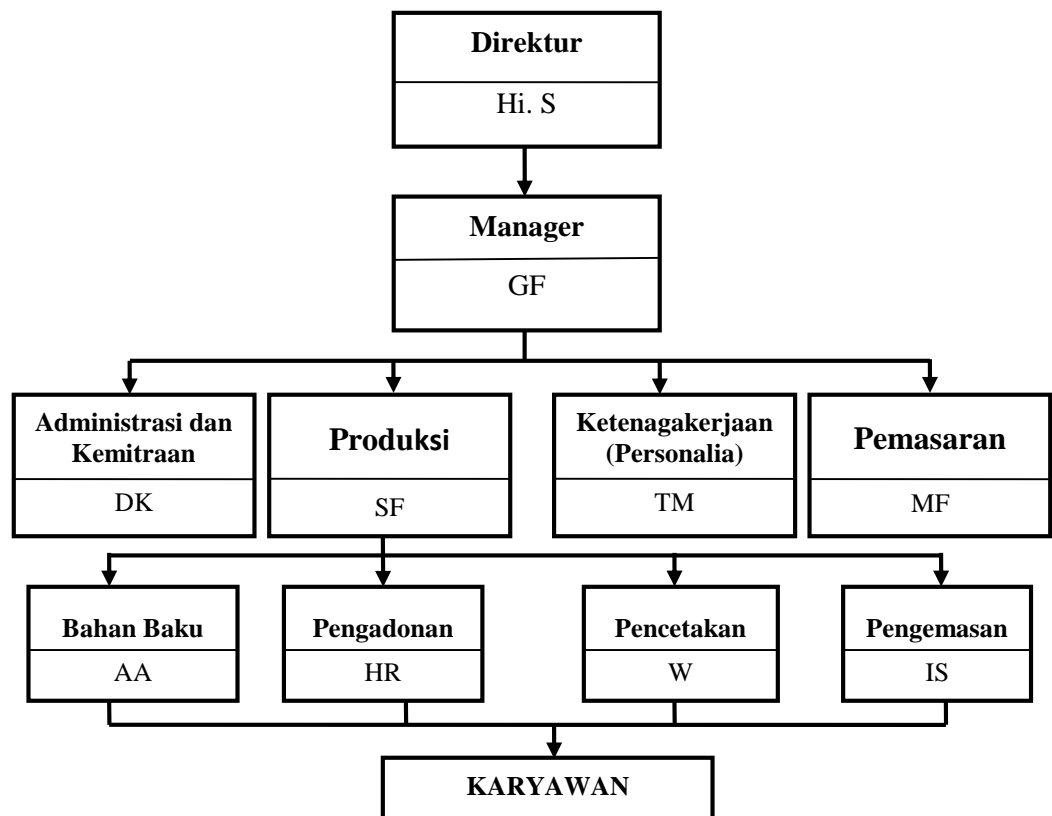 Direktur
Hi. S
Manager
GF
Administrasi dan
Kemitraan
DK
Produksi
SF
Ketenagakerjaan
(Personalia)
TM
Pemasaran
MF
Bahan Baku
AA
Pengadonan
HR
Pencetakan
W
Pengemasan
IS
KARYAWAN